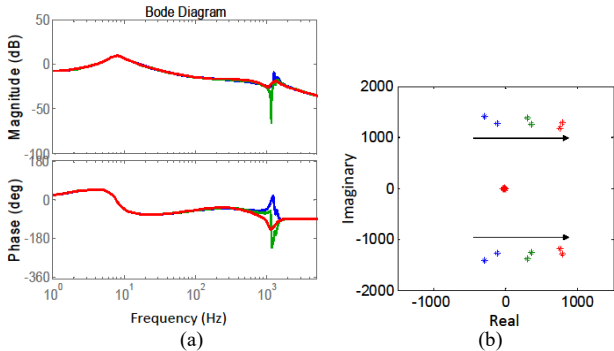 Bode Diagram
Magnitude (dB)
50
0
-50
-100
Phase (deg)
180
0
-180
-360
10^0
10^1
10^2
10^3
Frequency (Hz)
(a)
Imaginary
2000
1000
0
-1000
-2000
-1000
0
1000
Real
(b)